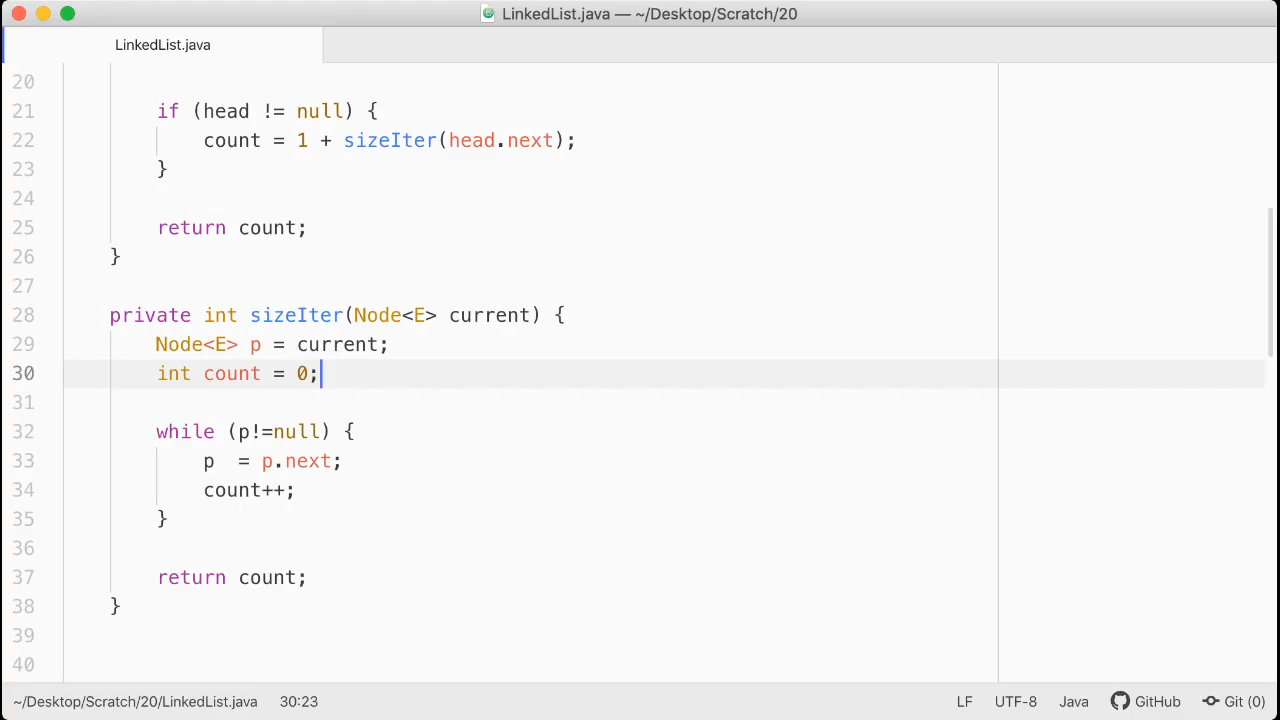 LinkedList.java — ~/Desktop/Scratch/20
LinkedList.java
20
21 if (head != null) {
22 count = 1 + sizeIter(head.next);
23 }
24
25 return count;
26 }
27
28 private int sizeIter(Node<E> current) {
29 Node<E> p = current;
30 int count = 0;
31
32 while (p!=null) {
33 p  = p.next;
34 count++;
35 }
36
37 return count;
38 }
39
40
~/Desktop/Scratch/20/LinkedList.java 30:23 LF UTF-8 Java GitHub Git (0)